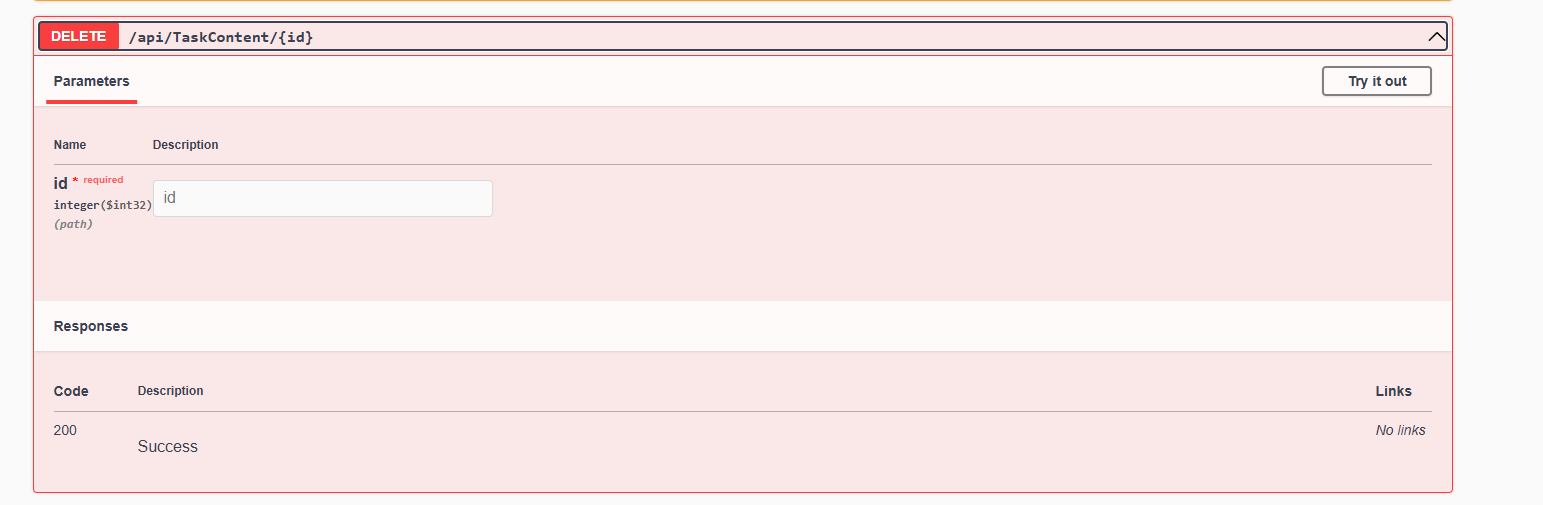 DELETE /api/TaskContent/{id}
Parameters
Try it out
Name Description
id * required
integer($int32)
(path)
id
Responses
Code Description Links
200 Success No links